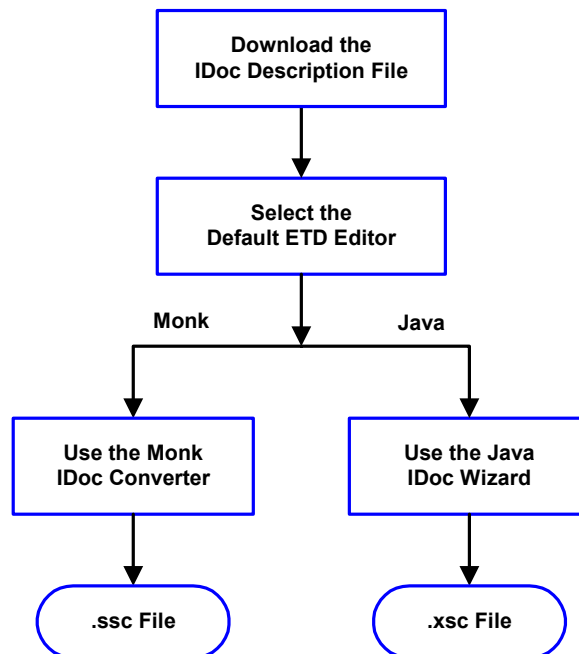 Download the
IDoc Description File
Select the
Default ETD Editor
Monk
Java
Use the Monk
IDoc Converter
Use the Java
IDoc Wizard
.ssc File
.xsc File